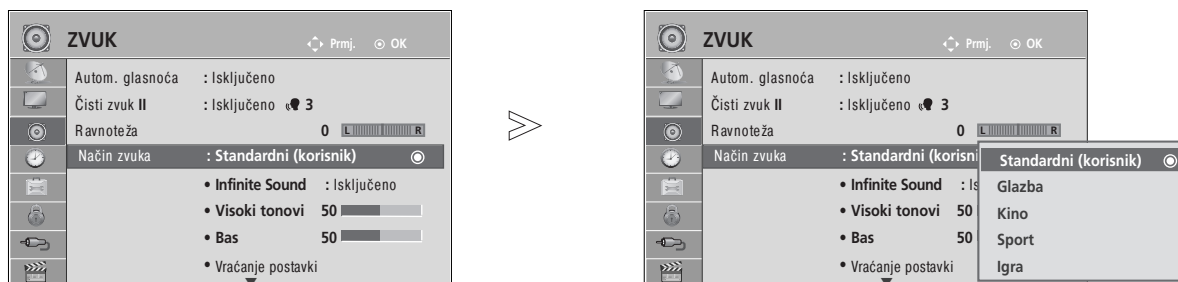 ZVUK Prmj. OK
Autom. glasnoća : Isključeno
Čisti zvuk II : Isključeno 3
Ravnoteža 0 L R
Način zvuka : Standardni (korisnik)
• Infinite Sound : Isključeno
• Visoki tonovi 50
• Bas 50
• Vraćanje postavki
ZVUK Prmj. OK
Autom. glasnoća : Isključeno
Čisti zvuk II : Isključeno 3
Ravnoteža 0 L R
Način zvuka : Standardni (korisni
• Infinite Sound : Is
• Visoki tonovi 50
• Bas 50
• Vraćanje postavki
Standardni (korisnik)
Glazba
Kino
Sport
Igra